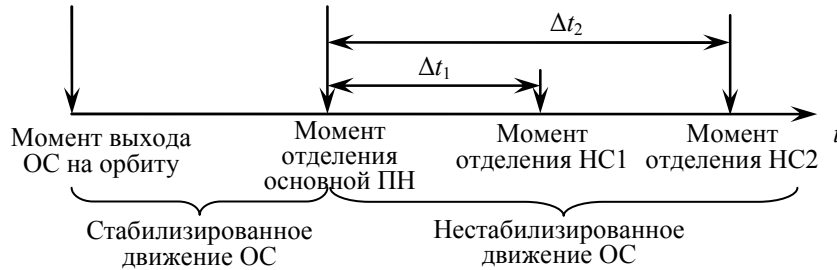 Δt₂
Δt₁
t
Момент выхода
ОС на орбиту
Момент
отделения
основной ПН
Момент
отделения НС1
Момент
отделения НС2
Стабилизированное
движение ОС
Нестабилизированное
движение ОС